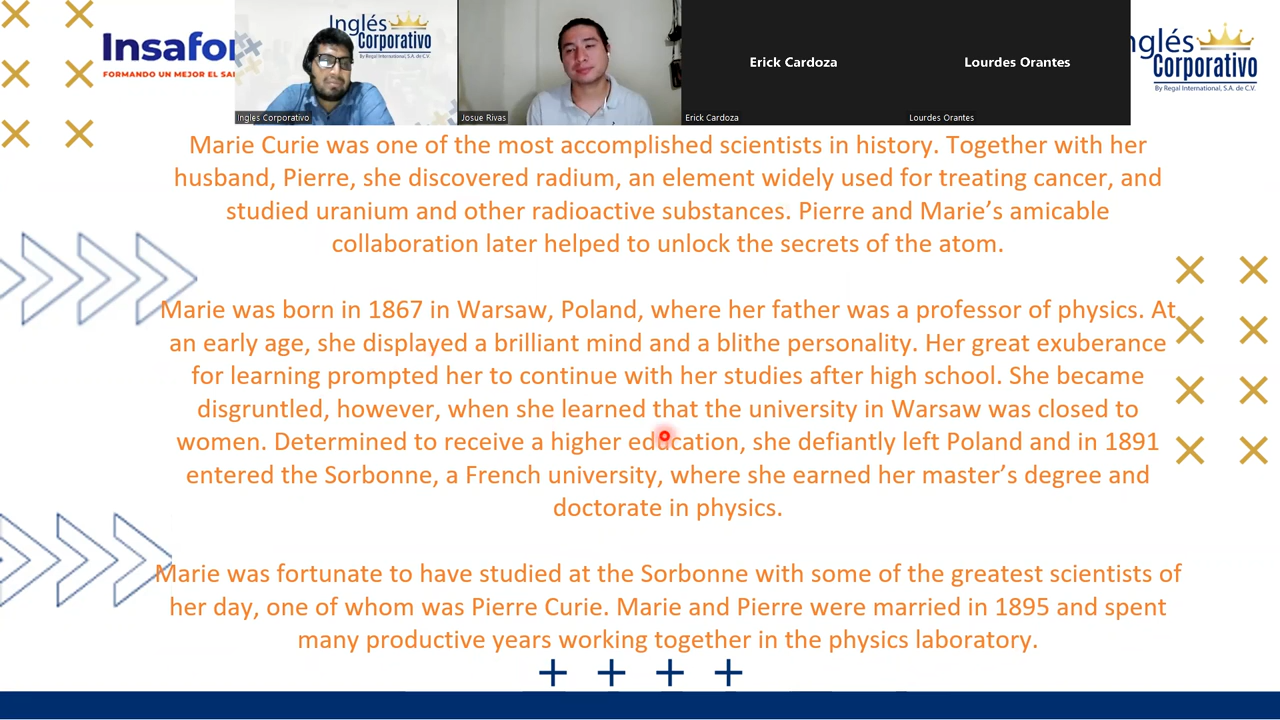 Insafo
FORMANDO UN MEJOR EL SA
Inglés
Corporativo
By Regal International, S.A. de C.V.
Ingles Corporativo
Josue Rivas
Erick Cardoza
Erick Cardoza
Lourdes Orantes
Lourdes Orantes
nglés
Corporativo
By Regal International, S.A. de C.V.
Marie Curie was one of the most accomplished scientists in history. Together with her
husband, Pierre, she discovered radium, an element widely used for treating cancer, and
studied uranium and other radioactive substances. Pierre and Marie’s amicable
collaboration later helped to unlock the secrets of the atom.
Marie was born in 1867 in Warsaw, Poland, where her father was a professor of physics. At
an early age, she displayed a brilliant mind and a blithe personality. Her great exuberance
for learning prompted her to continue with her studies after high school. She became
disgruntled, however, when she learned that the university in Warsaw was closed to
women. Determined to receive a higher education, she defiantly left Poland and in 1891
entered the Sorbonne, a French university, where she earned her master’s degree and
doctorate in physics.
Marie was fortunate to have studied at the Sorbonne with some of the greatest scientists of
her day, one of whom was Pierre Curie. Marie and Pierre were married in 1895 and spent
many productive years working together in the physics laboratory.